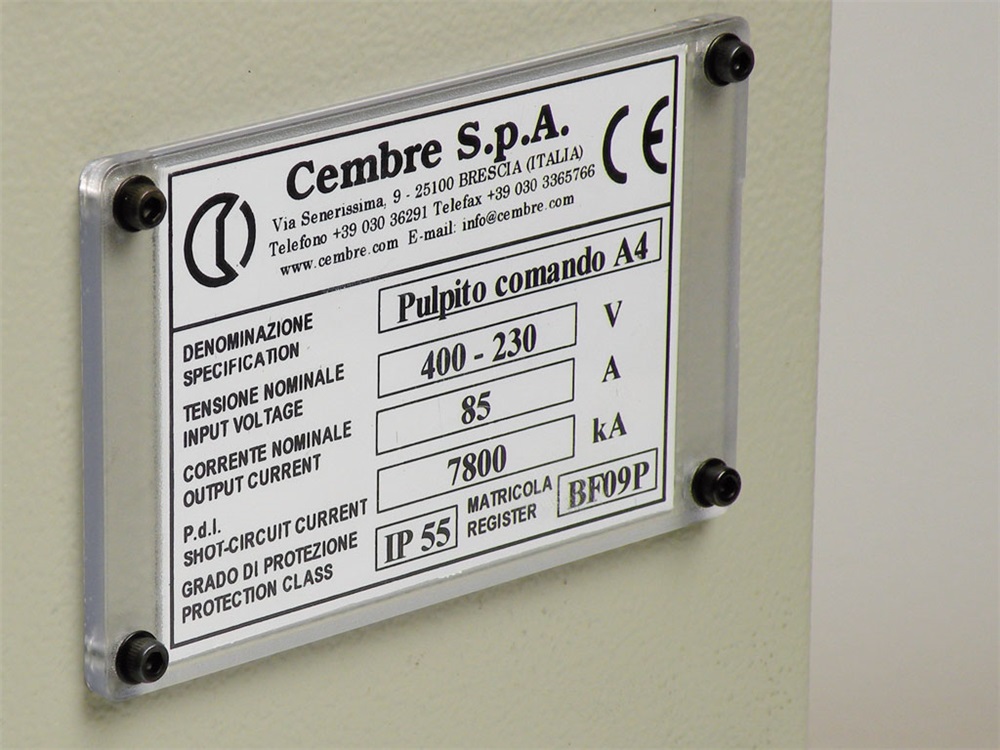 Cembre S.p.A.
CE
Via Senerissima, 9 - 25100 BRESCIA (ITALIA)
Telefono +39 030 36291 Telefax +39 030 3365766
www.cembre.com E-mail: info@cembre.com
DENOMINAZIONE
SPECIFICATION
Pulpito comando A4
TENSIONE NOMINALE
INPUT VOLTAGE
400 - 230 V
CORRENTE NOMINALE
OUTPUT CURRENT
85 A
P.d.I.
SHOT-CIRCUIT CURRENT
7800 kA
GRADO DI PROTEZIONE
PROTECTION CLASS
IP 55
MATRICOLA
REGISTER
BF09P